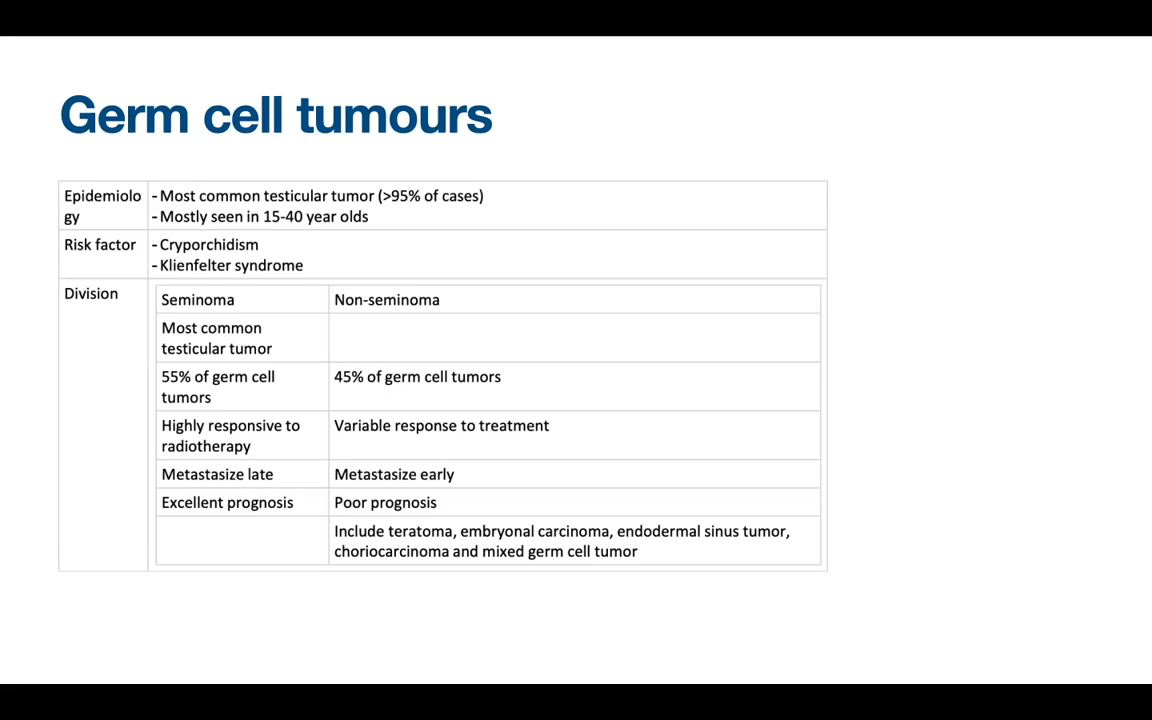 Germ cell tumours
Epidemiolo
gy
- Most common testicular tumor (>95% of cases)
- Mostly seen in 15-40 year olds
Risk factor
- Cryporchidism
- Klienfelter syndrome
Division
Seminoma
Non-seminoma
Most common
testicular tumor
55% of germ cell
tumors
45% of germ cell tumors
Highly responsive to
radiotherapy
Variable response to treatment
Metastasize late
Metastasize early
Excellent prognosis
Poor prognosis
Include teratoma, embryonal carcinoma, endodermal sinus tumor,
choriocarcinoma and mixed germ cell tumor